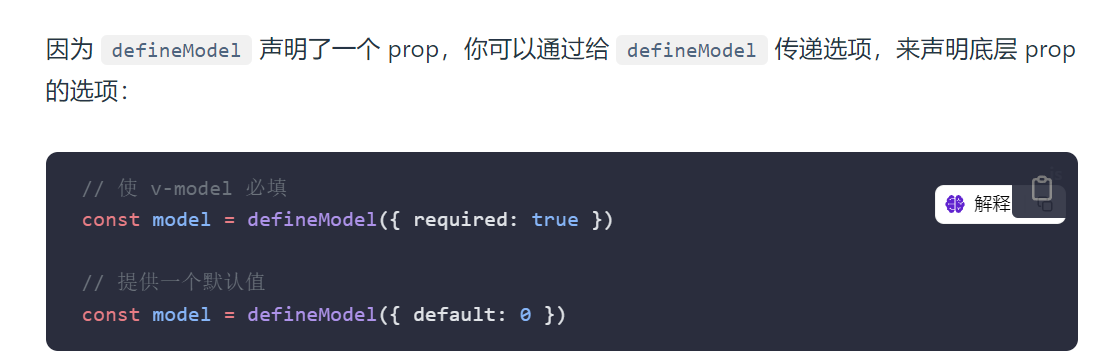 因为 defineModel 声明了一个 prop，你可以通过给 defineModel 传递选项，来声明底层 prop
的选项：
// 使 v-model 必填
const model = defineModel({ required: true })
解释
// 提供一个默认值
const model = defineModel({ default: 0 })